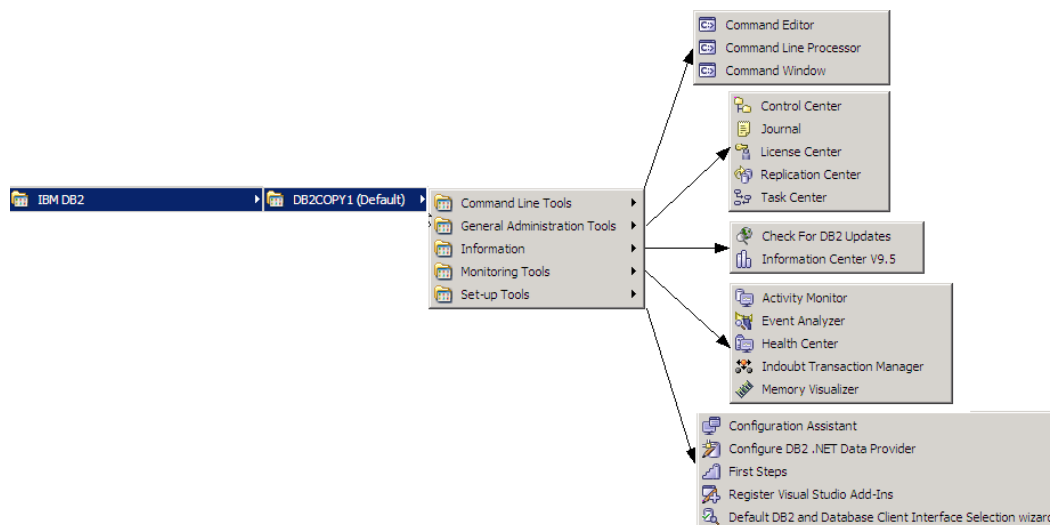 IBM DB2
DB2COPY1 (Default)
Command Line Tools
General Administration Tools
Information
Monitoring Tools
Set-up Tools
Command Editor
Command Line Processor
Command Window
Control Center
Journal
License Center
Replication Center
Task Center
Check For DB2 Updates
Information Center V9.5
Activity Monitor
Event Analyzer
Health Center
Indoubt Transaction Manager
Memory Visualizer
Configuration Assistant
Configure DB2 .NET Data Provider
First Steps
Register Visual Studio Add-Ins
Default DB2 and Database Client Interface Selection wizard